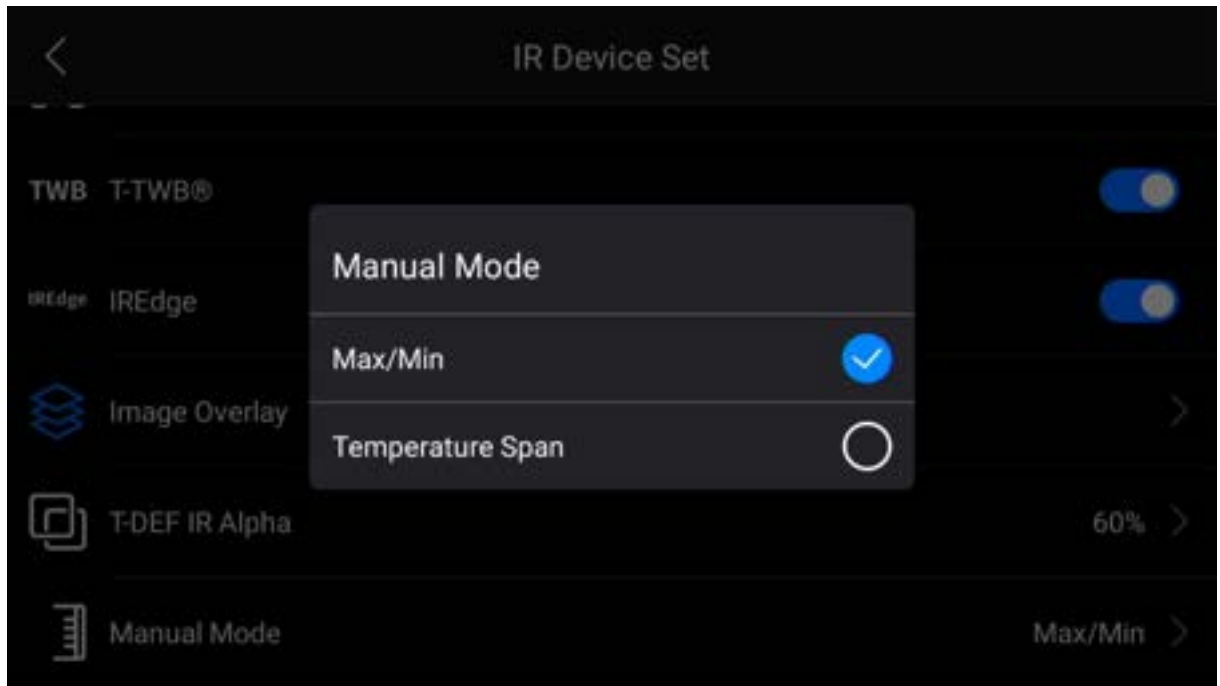 IR Device Set
TWB T-TWB®
IREdge IREdge
Image Overlay
T-DEF IR Alpha 60%
Manual Mode Max/Min
Manual Mode
Max/Min
Temperature Span